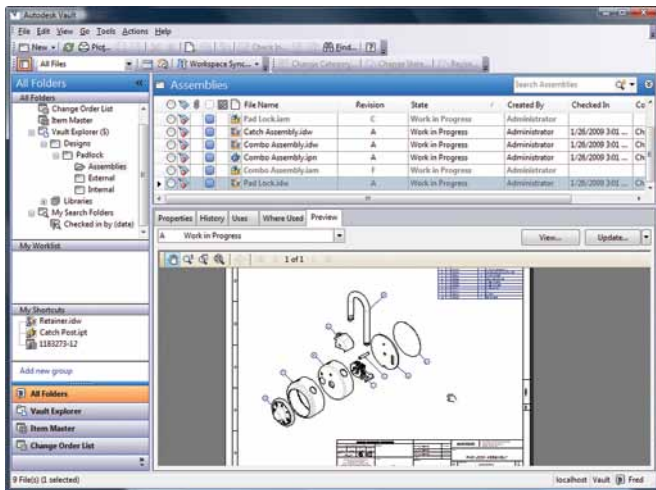 Autodesk Vault
File Edit View Go Tools Actions Help
New Plot... Check In... Find...
All Files Workspace Sync... Change Category... Change State... Revise...
All Folders
All Folders
Change Order List
Item Master
Vault Explorer ($)
Designs
Padlock
Assemblies
External
Internal
Libraries
My Search Folders
Checked in by (date)
My Worklist
My Shortcuts
Retainer.idw
Catch Post.ipt
1183273-12
Add new group
All Folders
Vault Explorer
Item Master
Change Order List
Assemblies
Search Assemblies
File Name Revision State Created By Checked In Co
Pad Lock.iam C Work in Progress Administrator
Catch Assembly.idw A Work in Progress Administrator 1/26/2009 3:01 ... Ch
Combo Assembly.idw A Work in Progress Administrator 1/26/2009 3:01 ... Ch
Combo Assembly.ipn A Work in Progress Administrator 1/26/2009 3:01 ... Ch
Combo Assembly.iam F Work in Progress Administrator
Pad Lock.idw A Work in Progress Administrator 1/26/2009 3:01 ... Ch
Properties History Uses Where Used Preview
A Work in Progress View... Update...
1 of 1
PAD LOCK ASSEMBLY
9 File(s) (1 selected) localhost Vault Fred